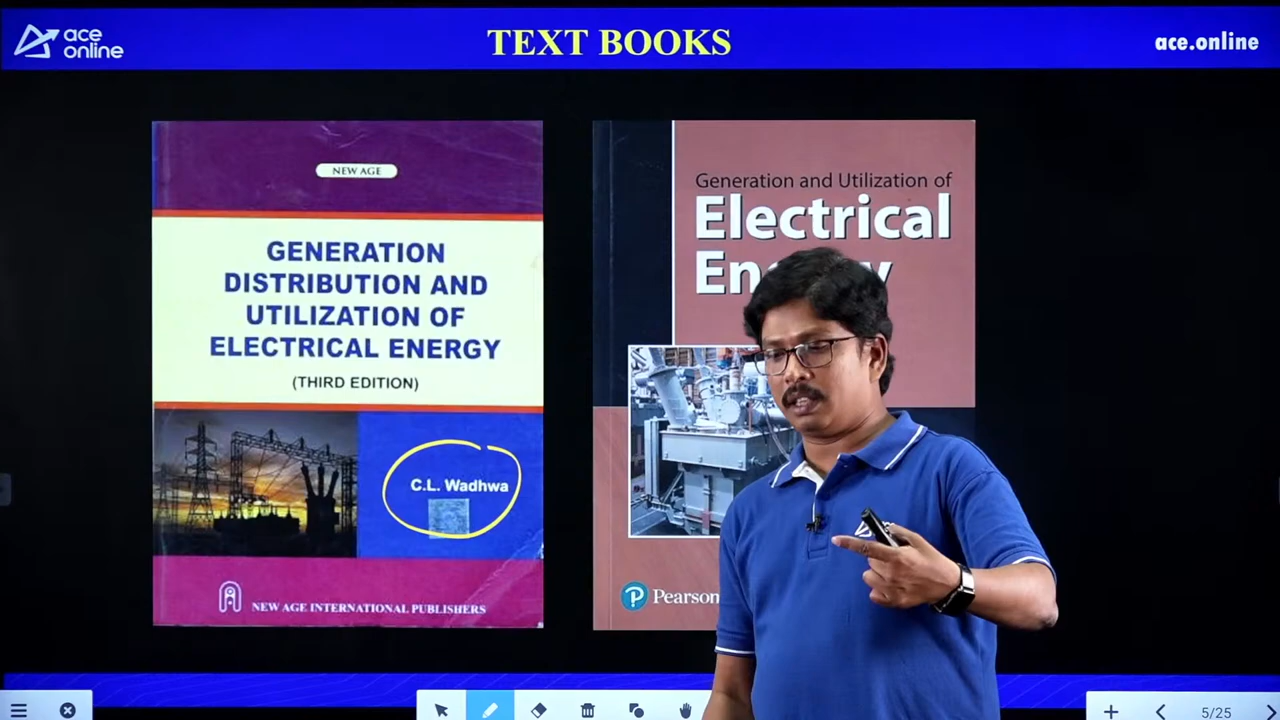 ace
online
TEXT BOOKS
ace.online
NEW AGE
GENERATION
DISTRIBUTION AND
UTILIZATION OF
ELECTRICAL ENERGY
(THIRD EDITION)
C.L. Wadhwa
NEW AGE INTERNATIONAL PUBLISHERS
Generation and Utilization of
Electrical
En y
P Pearson
5/25